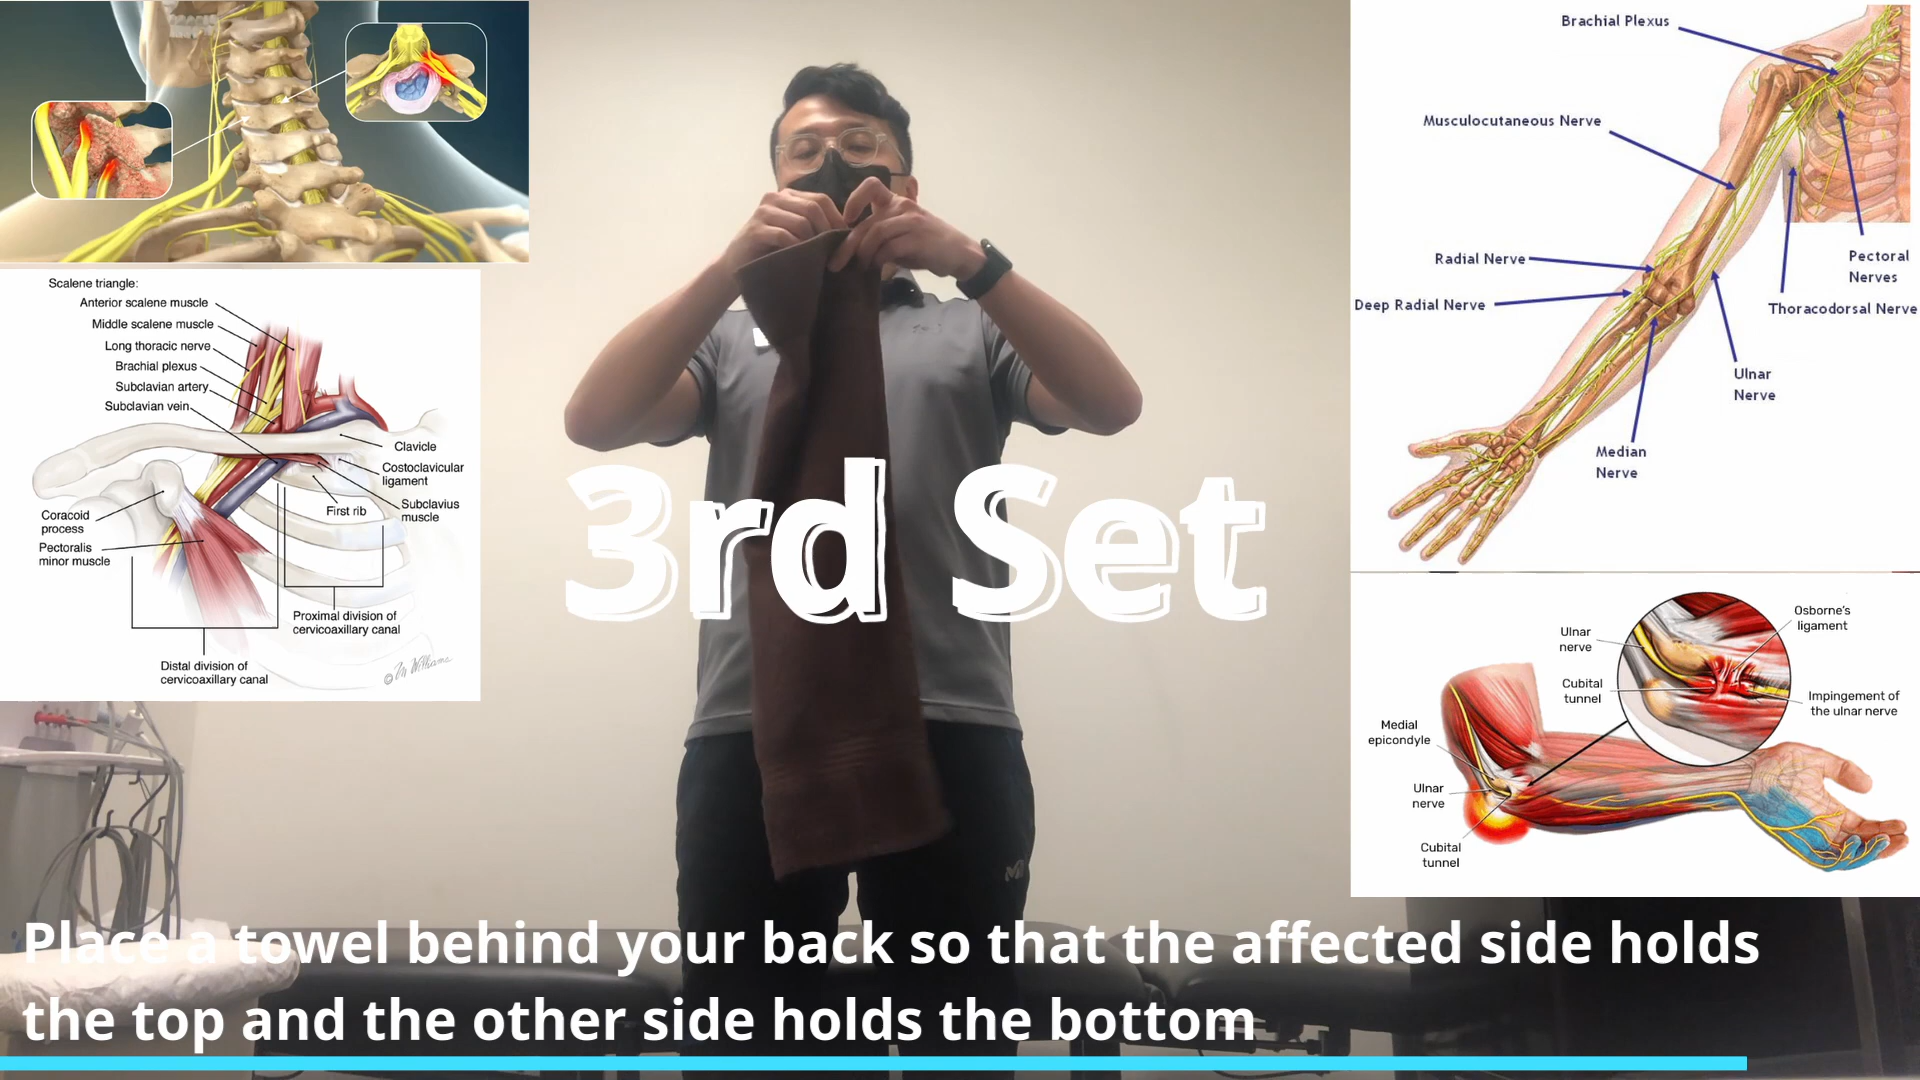 Scalene triangle:
Anterior scalene muscle
Middle scalene muscle
Long thoracic nerve
Brachial plexus
Subclavian artery
Subclavian vein
Clavicle
Costoclavicular
ligament
First rib
Subclavius
muscle
Coracoid
process
Pectoralis
minor muscle
Proximal division of
cervicoaxillary canal
Distal division of
cervicoaxillary canal
© M Williams
3rd Set
Brachial Plexus
Musculocutaneous Nerve
Radial Nerve
Deep Radial Nerve
Pectoral
Nerves
Thoracodorsal Nerve
Ulnar
Nerve
Median
Nerve
Osborne's
ligament
Ulnar
nerve
Cubital
tunnel
Impingement of
the ulnar nerve
Medial
epicondyle
Ulnar
nerve
Cubital
tunnel
Place a towel behind your back so that the affected side holds
the top and the other side holds the bottom